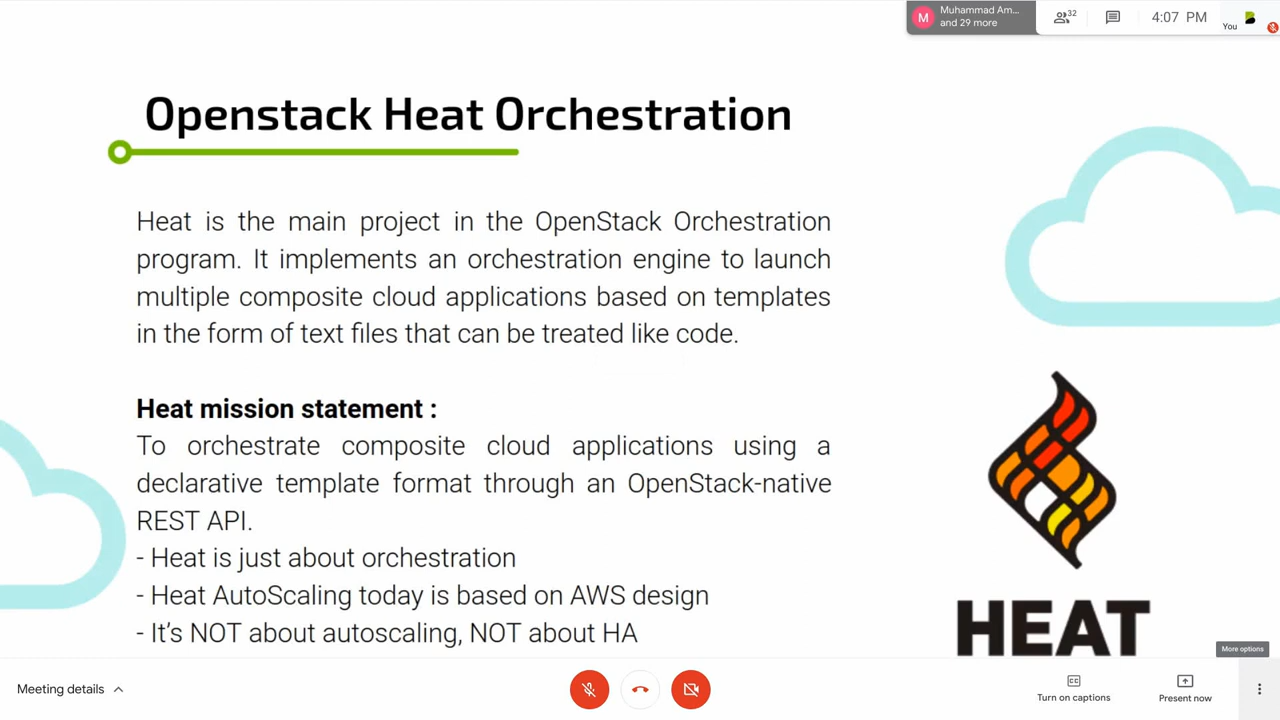 Muhammad Am...
and 29 more
32
4:07 PM
You
Openstack Heat Orchestration
Heat is the main project in the OpenStack Orchestration
program. It implements an orchestration engine to launch
multiple composite cloud applications based on templates
in the form of text files that can be treated like code.
Heat mission statement :
To orchestrate composite cloud applications using a
declarative template format through an OpenStack-native
REST API.
- Heat is just about orchestration
- Heat AutoScaling today is based on AWS design
- It’s NOT about autoscaling, NOT about HA
HEAT
More options
Meeting details
Turn on captions
Present now
M
CC